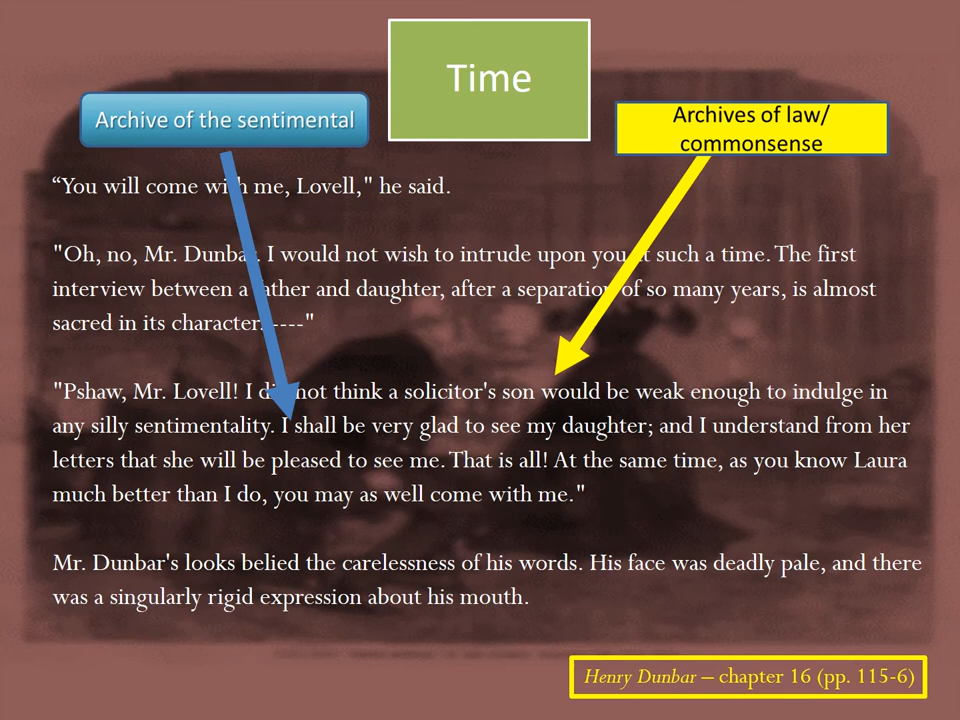 Time
Archive of the sentimental
Archives of law/
commonsense
“You will come with me, Lovell," he said.
"Oh, no, Mr. Dunbar. I would not wish to intrude upon you at such a time. The first
interview between a father and daughter, after a separation of so many years, is almost
sacred in its character. ----"
"Pshaw, Mr. Lovell! I did not think a solicitor's son would be weak enough to indulge in
any silly sentimentality. I shall be very glad to see my daughter; and I understand from her
letters that she will be pleased to see me. That is all! At the same time, as you know Laura
much better than I do, you may as well come with me."
Mr. Dunbar's looks belied the carelessness of his words. His face was deadly pale, and there
was a singularly rigid expression about his mouth.
Henry Dunbar – chapter 16 (pp. 115-6)